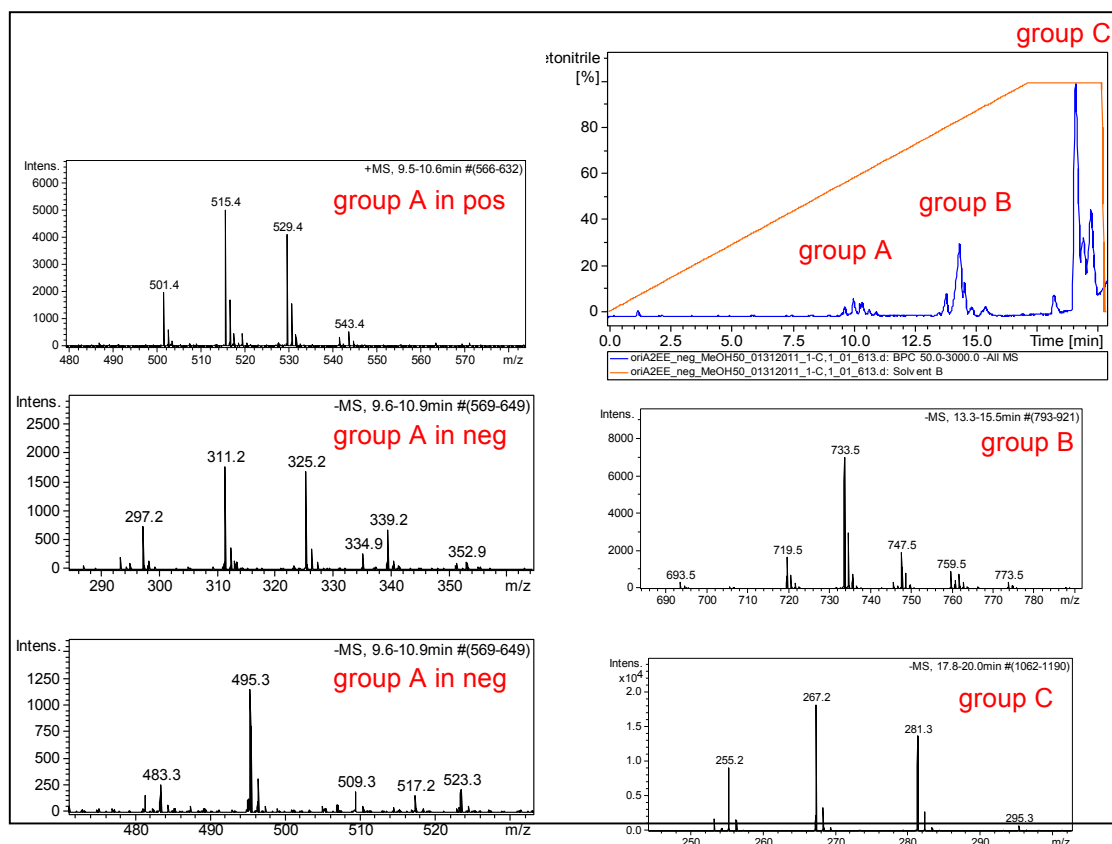 group C
etonitrile
[%]
80
60
40
20
0
group A
group B
0.0 2.5 5.0 7.5 10.0 12.5 15.0 Time [min]
oriA2EE_neg_MeOH50_01312011_1-C,1_01_613.d: BPC 50.0-3000.0 -All MS
oriA2EE_neg_MeOH50_01312011_1-C,1_01_613.d: Solvent B
Intens.
+MS, 9.5-10.6min #(566-632)
group A in pos
6000
5000
4000
3000
2000
1000
0
501.4
515.4
529.4
543.4
480 490 500 510 520 530 540 550 560 570 m/z
Intens.
-MS, 9.6-10.9min #(569-649)
group A in neg
2500
2000
1500
1000
500
0
297.2
311.2
325.2
334.9
339.2
352.9
290 300 310 320 330 340 350 m/z
Intens.
-MS, 9.6-10.9min #(569-649)
group A in neg
1250
1000
750
500
250
0
483.3
495.3
509.3
517.2
523.3
480 490 500 510 520 m/z
Intens.
-MS, 13.3-15.5min #(793-921)
group B
8000
6000
4000
2000
0
693.5
719.5
733.5
747.5
759.5
773.5
690 700 710 720 730 740 750 760 770 780 m/z
Intens.
x10^4
-MS, 17.8-20.0min #(1062-1190)
group C
2.0
1.5
1.0
0.5
0.0
255.2
267.2
281.3
295.3
250 260 270 280 290 m/z